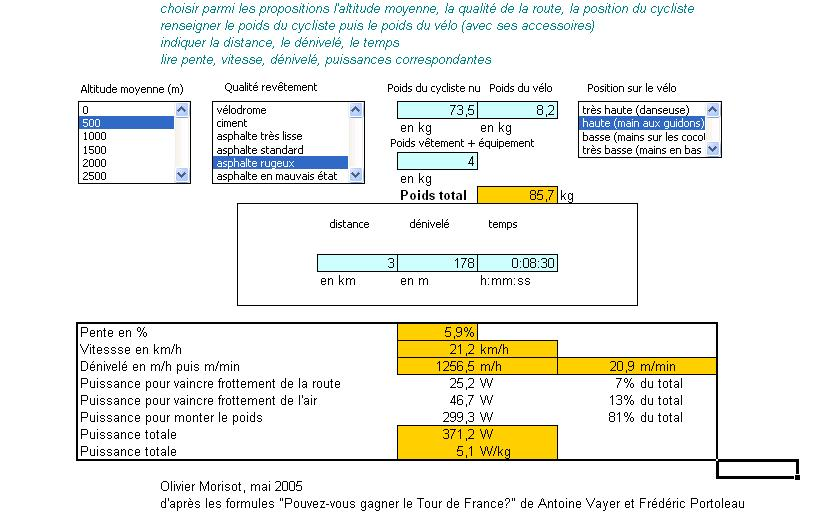 choisir parmi les propositions l'altitude moyenne, la qualité de la route, la position du cycliste
renseigner le poids du cycliste puis le poids du vélo (avec ses accessoires)
indiquer la distance, le dénivelé, le temps
lire pente, vitesse, dénivelé, puissances correspondantes
Altitude moyenne (m)
0
500
1000
1500
2000
2500
Qualité revêtement
vélodrome
ciment
asphalte très lisse
asphalte standard
asphalte rugeux
asphalte en mauvais état
Poids du cycliste nu Poids du vélo
73,5 8,2
en kg en kg
Poids vêtement + équipement
4
en kg
Poids total 85,7 kg
Position sur le vélo
très haute (danseuse)
haute (main aux guidons)
basse (mains sur les cocol
très basse (mains en bas
distance dénivelé temps
3 178 0:08:30
en km en m h:mm:ss
Pente en % 5,9%
Vitessse en km/h 21,2 km/h
Dénivelé en m/h puis m/min 1256,5 m/h 20,9 m/min
Puissance pour vaincre frottement de la route 25,2 W 7% du total
Puissance pour vaincre frottement de l'air 46,7 W 13% du total
Puissance pour monter le poids 299,3 W 81% du total
Puissance totale 371,2 W
Puissance totale 5,1 W/kg
Olivier Morisot, mai 2005
d'après les formules "Pouvez-vous gagner le Tour de France?" de Antoine Vayer et Frédéric Portoleau